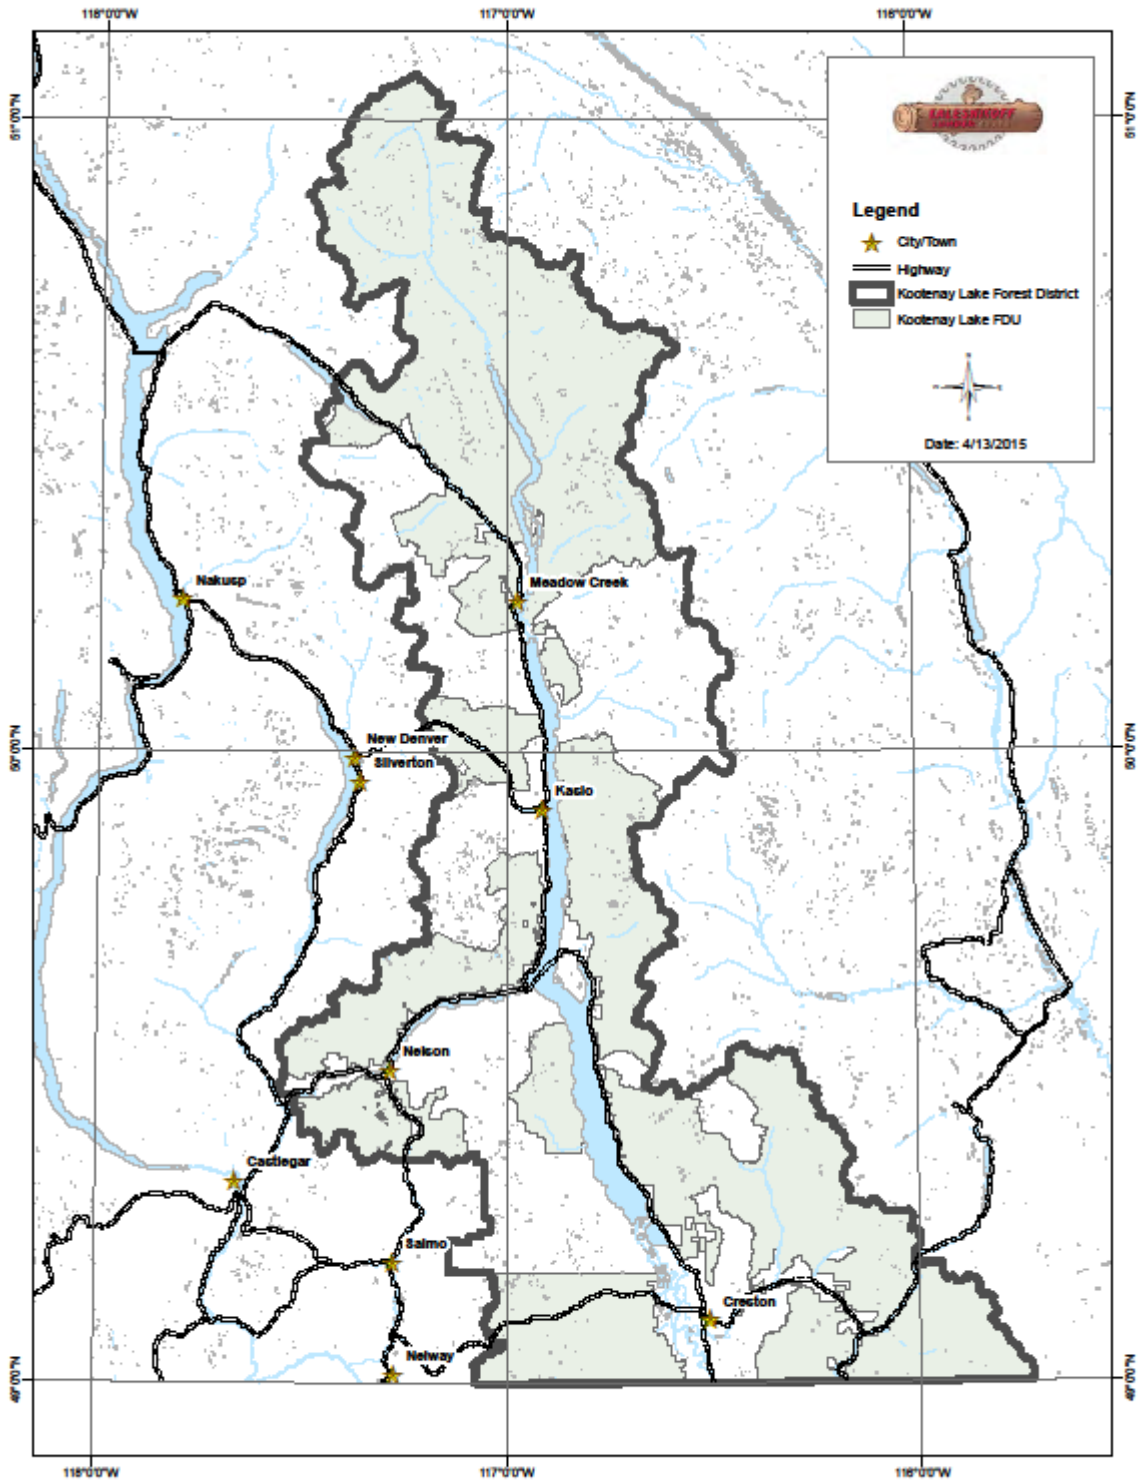 118°0'0"W 117°0'0"W 116°0'0"W
51°0'0"N 51°0'0"N
KALESNIKOFF
Legend
City/Town
Highway
Kootenay Lake Forest District
Kootenay Lake FDU
Date: 4/13/2015
Nakusp
Meadow Creek
50°0'0"N 50°0'0"N
New Denver
Silverton
Kaslo
Nelson
Castlegar
Salmo
Creston
Nelway
49°0'0"N 49°0'0"N
118°0'0"W 117°0'0"W 116°0'0"W